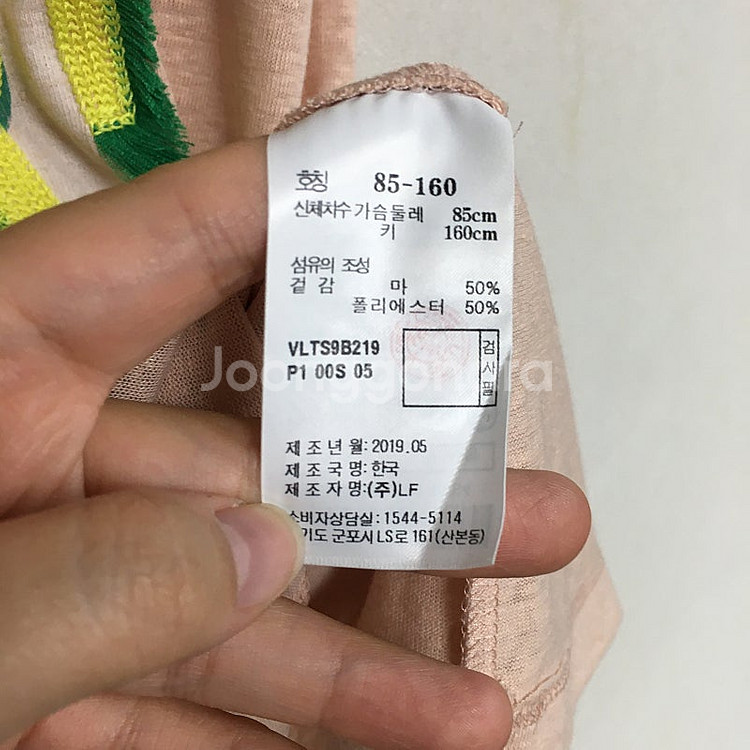 호칭 85-160
신체치수 가슴둘레 85cm
키 160cm
섬유의 조성
겉감 마 50%
폴리에스터 50%
VLTS9B219
P1 00S 05
검사필
Joonggonara
제조년월:2019.05
제조국명:한국
제조자명:(주)LF
소비자상담실:1544-5114
경기도 군포시 LS로 161(산본동)